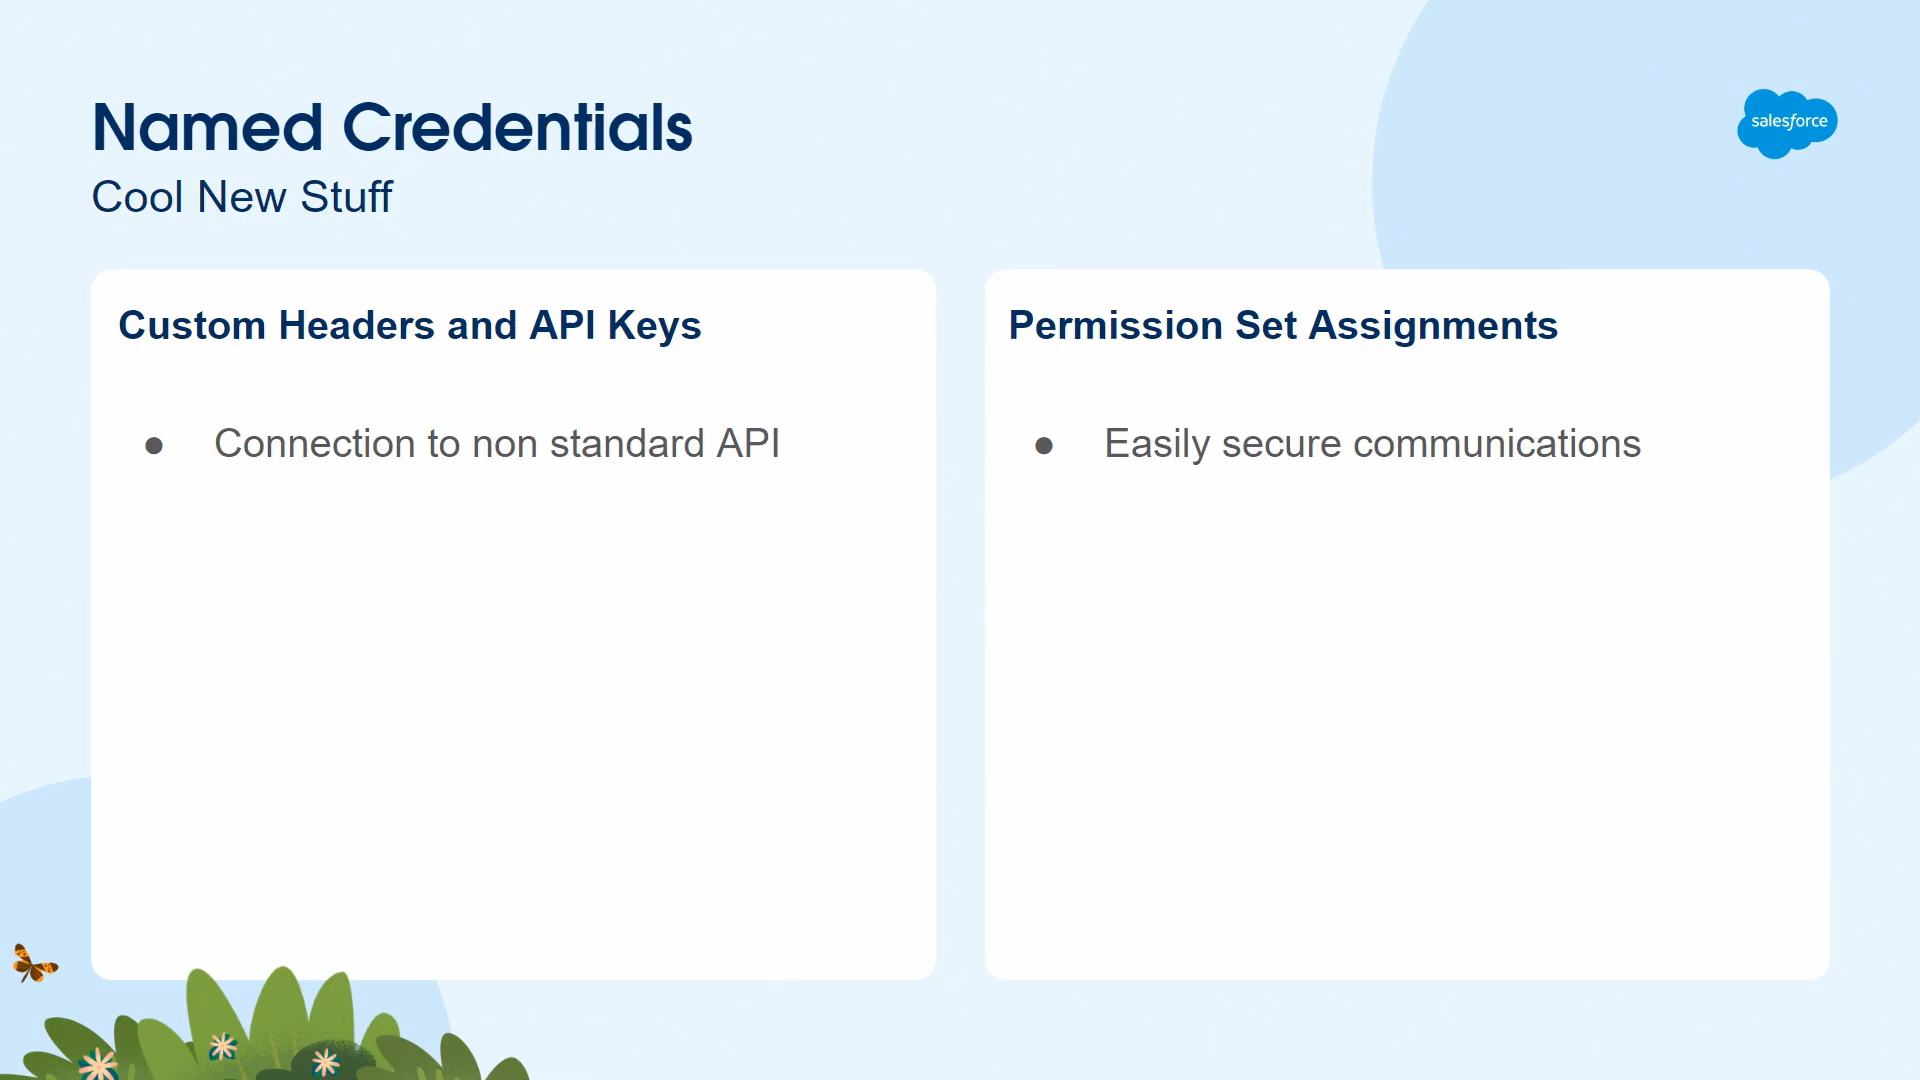 Named Credentials
Cool New Stuff
salesforce
Custom Headers and API Keys
● Connection to non standard API
Permission Set Assignments
● Easily secure communications